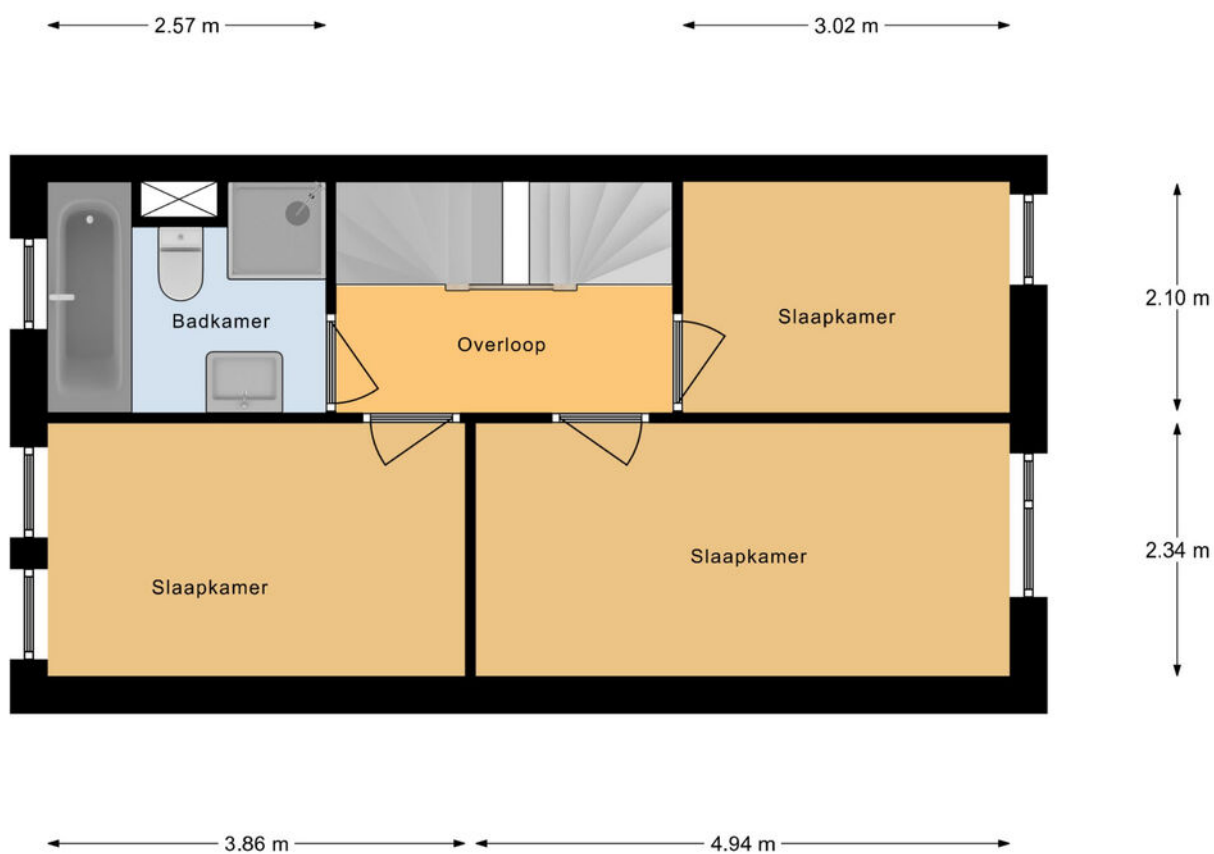 2.57 m
3.02 m
2.10 m
Slaapkamer
Badkamer
Overloop
2.34 m
Slaapkamer
Slaapkamer
3.86 m
4.94 m